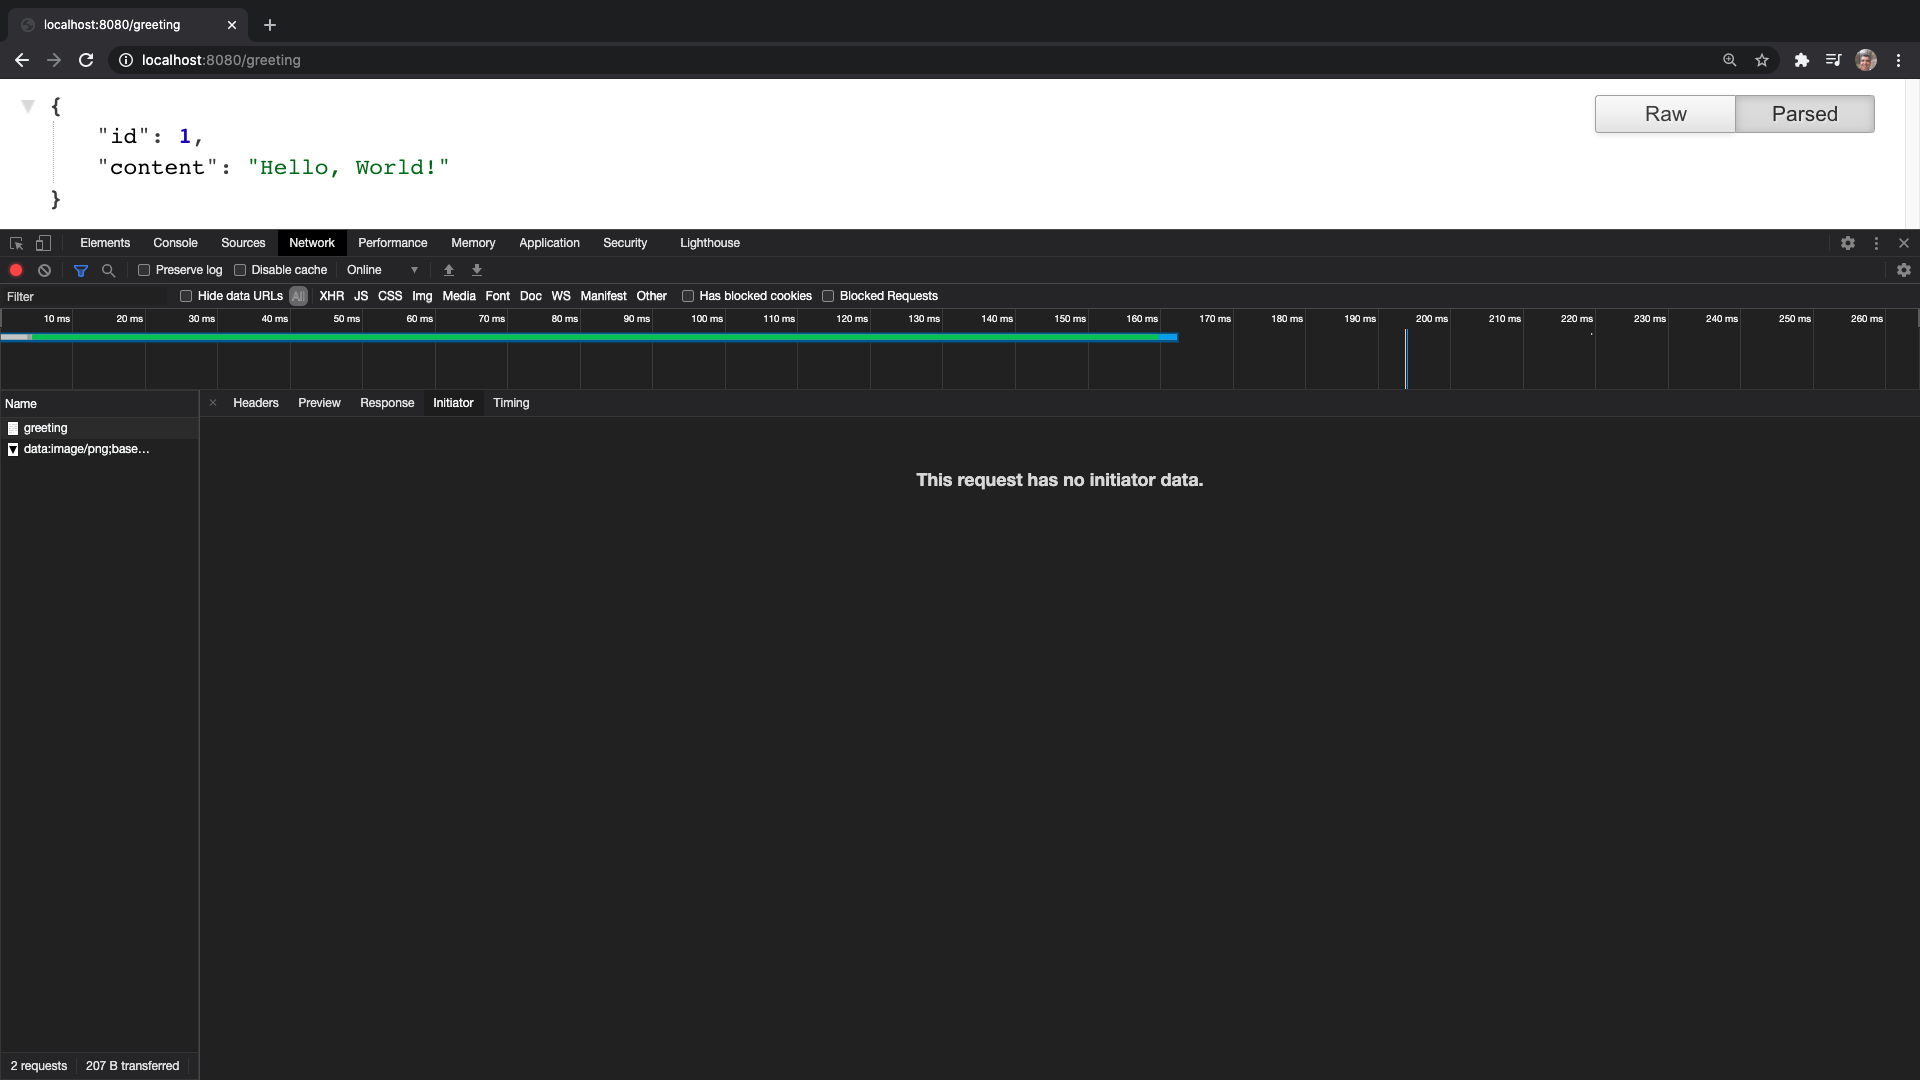 localhost:8080/greeting
localhost:8080/greeting
{
"id": 1,
"content": "Hello, World!"
}
Raw Parsed
Elements Console Sources Network Performance Memory Application Security Lighthouse
Preserve log Disable cache Online
Filter Hide data URLs All XHR JS CSS Img Media Font Doc WS Manifest Other Has blocked cookies Blocked Requests
10 ms 20 ms 30 ms 40 ms 50 ms 60 ms 70 ms 80 ms 90 ms 100 ms 110 ms 120 ms 130 ms 140 ms 150 ms 160 ms 170 ms 180 ms 190 ms 200 ms 210 ms 220 ms 230 ms 240 ms 250 ms 260 ms
Name
Headers Preview Response Initiator Timing
greeting
data:image/png;base…
This request has no initiator data.
2 requests 207 B transferred